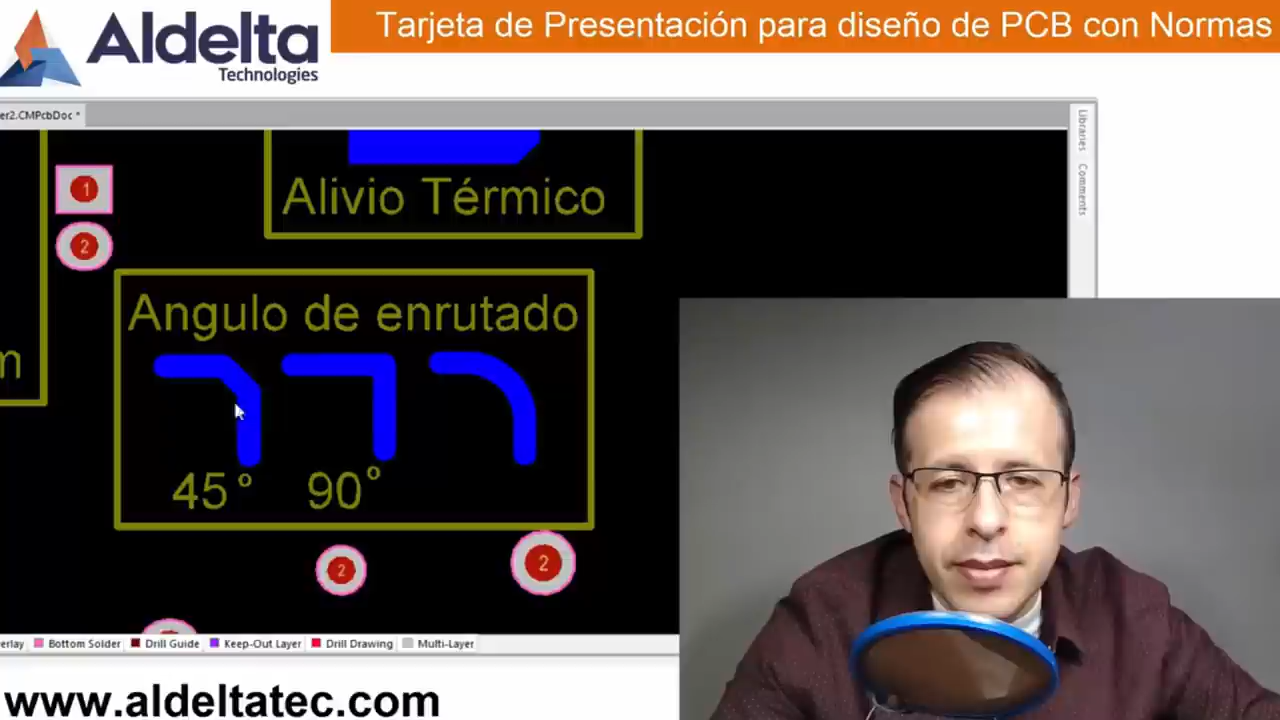 Aldelta
Technologies
Tarjeta de Presentación para diseño de PCB con Normas
er2.CMPcbDoc *
Libraries
Comments
1
2
Alivio Térmico
Angulo de enrutado
m
45° 90°
2 2
erlay Bottom Solder Drill Guide Keep-Out Layer Drill Drawing Multi-Layer
www.aldeltatec.com